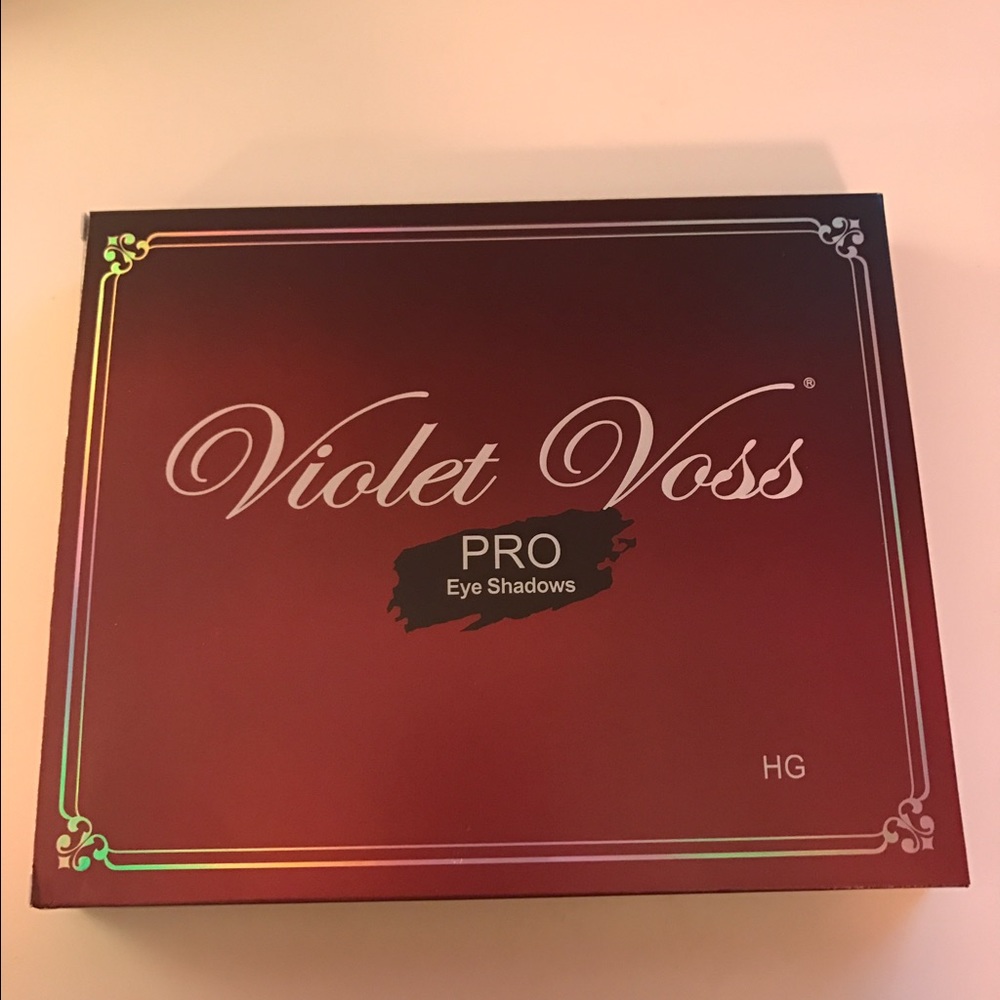 Violet Voss®
PRO
Eye Shadows
HG